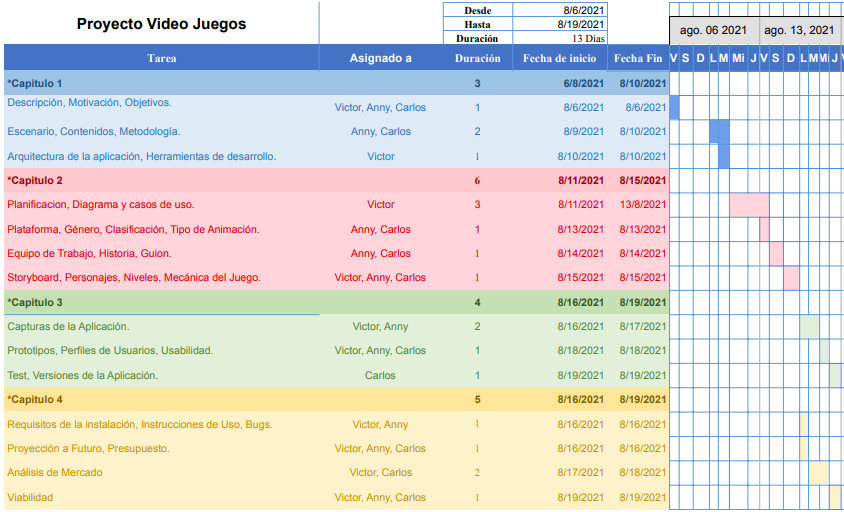 Proyecto Video Juegos
Desde 8/6/2021
Hasta 8/19/2021
Duración 13 Días
ago. 06 2021 ago. 13, 2021
Tarea Asignado a Duración Fecha de inicio Fecha Fin V S D L M Mi J V S D L M Mi J
*Capitulo 1 3 6/8/2021 8/10/2021
Descripción, Motivación, Objetivos. Victor, Anny, Carlos 1 8/6/2021 8/6/2021
Escenario, Contenidos, Metodología. Anny, Carlos 2 8/9/2021 8/10/2021
Arquitectura de la aplicación, Herramientas de desarrollo. Victor 1 8/10/2021 8/10/2021
*Capitulo 2 6 8/11/2021 8/15/2021
Planificacion, Diagrama y casos de uso. Victor 3 8/11/2021 13/8/2021
Plataforma, Género, Clasificación, Tipo de Animación. Anny, Carlos 1 8/13/2021 8/13/2021
Equipo de Trabajo, Historia, Guion. Anny, Carlos 1 8/14/2021 8/14/2021
Storyboard, Personajes, Niveles, Mecánica del Juego. Victor, Anny, Carlos 1 8/15/2021 8/15/2021
*Capitulo 3 4 8/16/2021 8/19/2021
Capturas de la Aplicación. Victor, Anny 2 8/16/2021 8/17/2021
Prototipos, Perfiles de Usuarios, Usabilidad. Victor, Anny, Carlos 1 8/18/2021 8/18/2021
Test, Versiones de la Aplicación. Carlos 1 8/19/2021 8/19/2021
*Capitulo 4 5 8/16/2021 8/19/2021
Requisitos de la instalación, Instrucciones de Uso, Bugs. Victor, Anny 1 8/16/2021 8/16/2021
Proyección a Futuro, Presupuesto. Victor, Anny, Carlos 1 8/16/2021 8/16/2021
Análisis de Mercado Victor, Carlos 2 8/17/2021 8/18/2021
Viabilidad Victor, Anny, Carlos 1 8/19/2021 8/19/2021